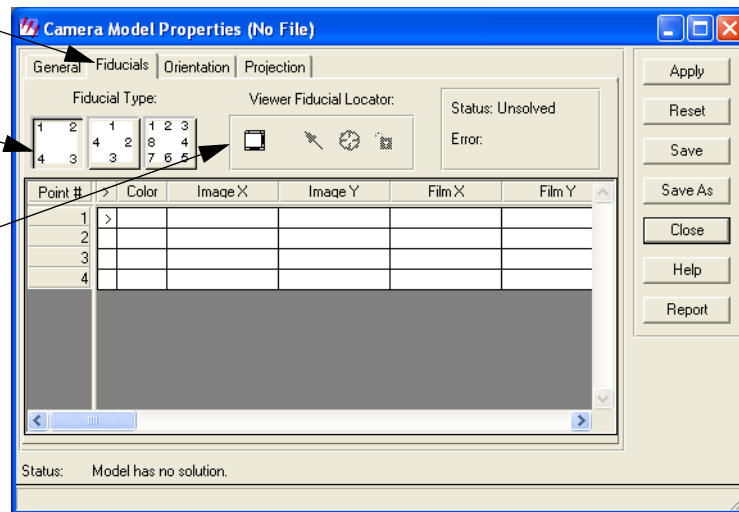 Camera Model Properties (No File)
General Fiducials Orientation Projection
Fiducial Type: Viewer Fiducial Locator:
Status: Unsolved
Error:
1 2
4 3
1
4 2
3
1 2 3
8 4
7 6 5
Point # > Color Image X Image Y Film X Film Y
1 >
2
3
4
Apply
Reset
Save
Save As
Close
Help
Report
Status: Model has no solution.